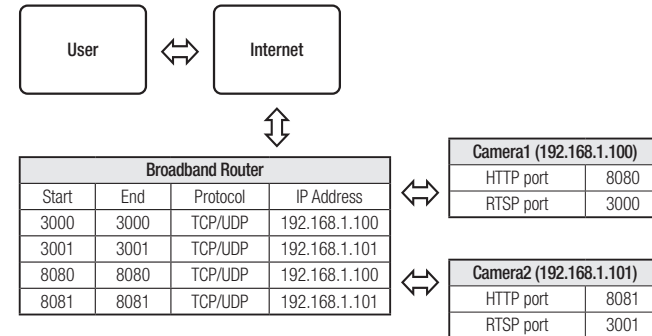 User
Internet
Broadband Router
Start End Protocol IP Address
3000 3000 TCP/UDP 192.168.1.100
3001 3001 TCP/UDP 192.168.1.101
8080 8080 TCP/UDP 192.168.1.100
8081 8081 TCP/UDP 192.168.1.101
Camera1 (192.168.1.100)
HTTP port 8080
RTSP port 3000
Camera2 (192.168.1.101)
HTTP port 8081
RTSP port 3001